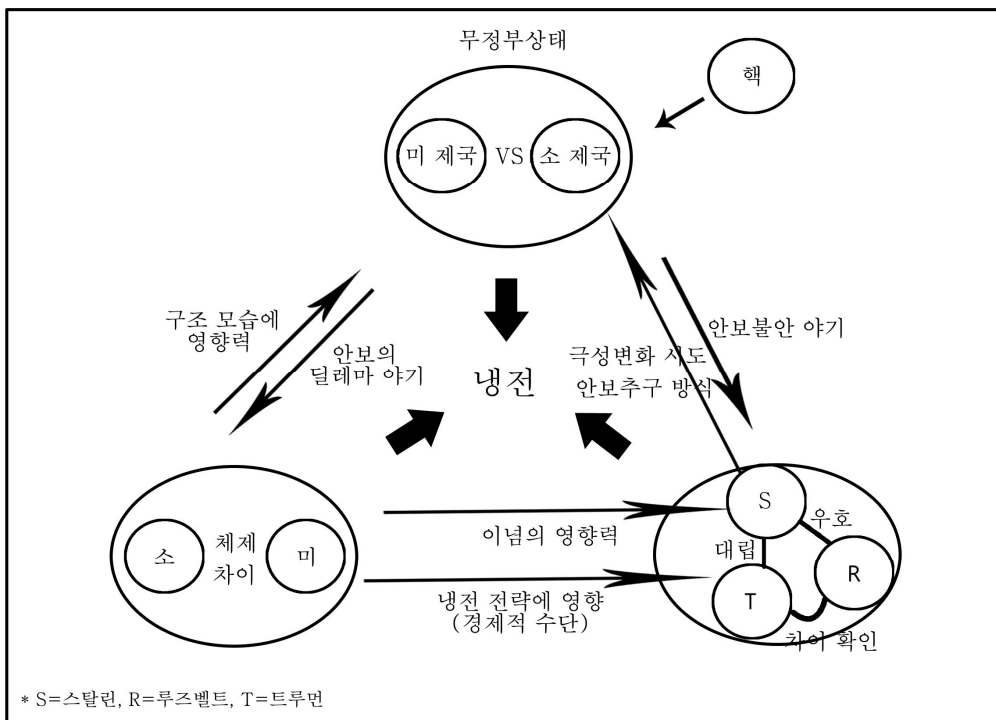 무정부상태
핵
미 제국 VS 소 제국
구조 모습에
영향력
안보의
딜레마 야기
냉전
극성변화 시도
안보추구 방식
안보불안 야기
소
체제
차이
미
이념의 영향력
냉전 전략에 영향
(경제적 수단)
S
우호
대립
R
T
차이 확인
* S=스탈린, R=루즈벨트, T=트루먼